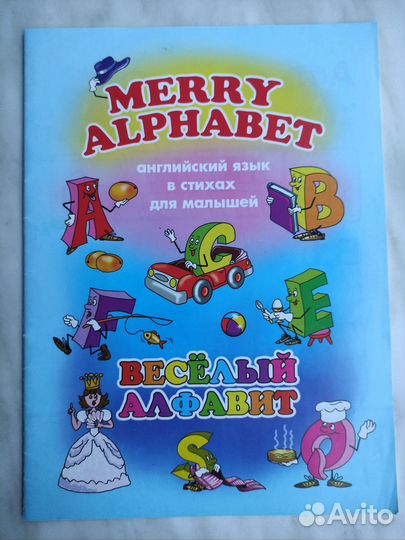 MERRY
ALPHABET
английский язык
в стихах
для малышей
A
B
C
F
E
ВЕСЁЛЫЙ
АЛФАВИТ
S
Q
Avito